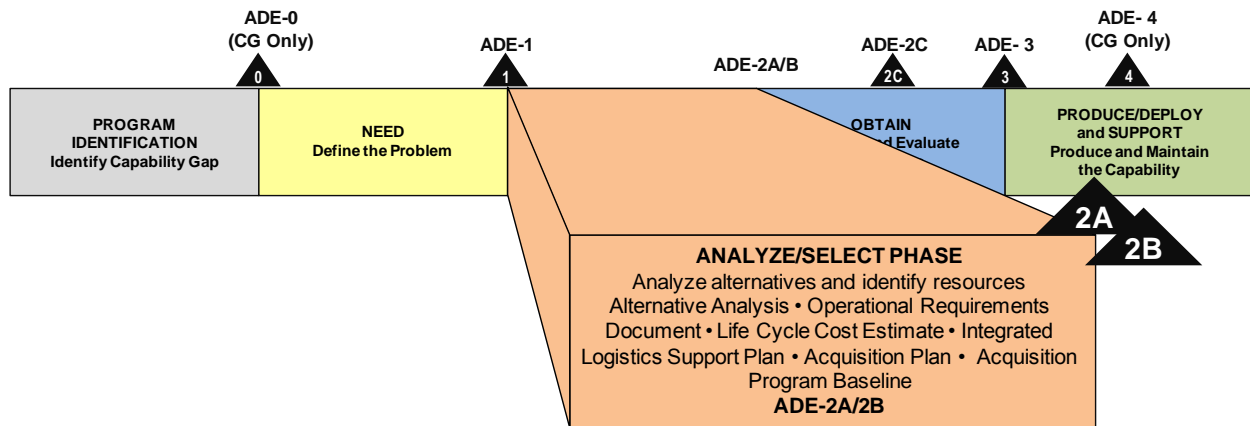 ADE-0
(CG Only)
0
ADE-1
1
ADE-2A/B
ADE-2C
2C
ADE- 3
3
ADE- 4
(CG Only)
4
PROGRAM
IDENTIFICATION
Identify Capability Gap
NEED
Define the Problem
OBTAIN
Evaluate
PRODUCE/DEPLOY
and SUPPORT
Produce and Maintain
the Capability
2A
2B
ANALYZE/SELECT PHASE
Analyze alternatives and identify resources
Alternative Analysis • Operational Requirements
Document • Life Cycle Cost Estimate • Integrated
Logistics Support Plan • Acquisition Plan • Acquisition
Program Baseline
ADE-2A/2B